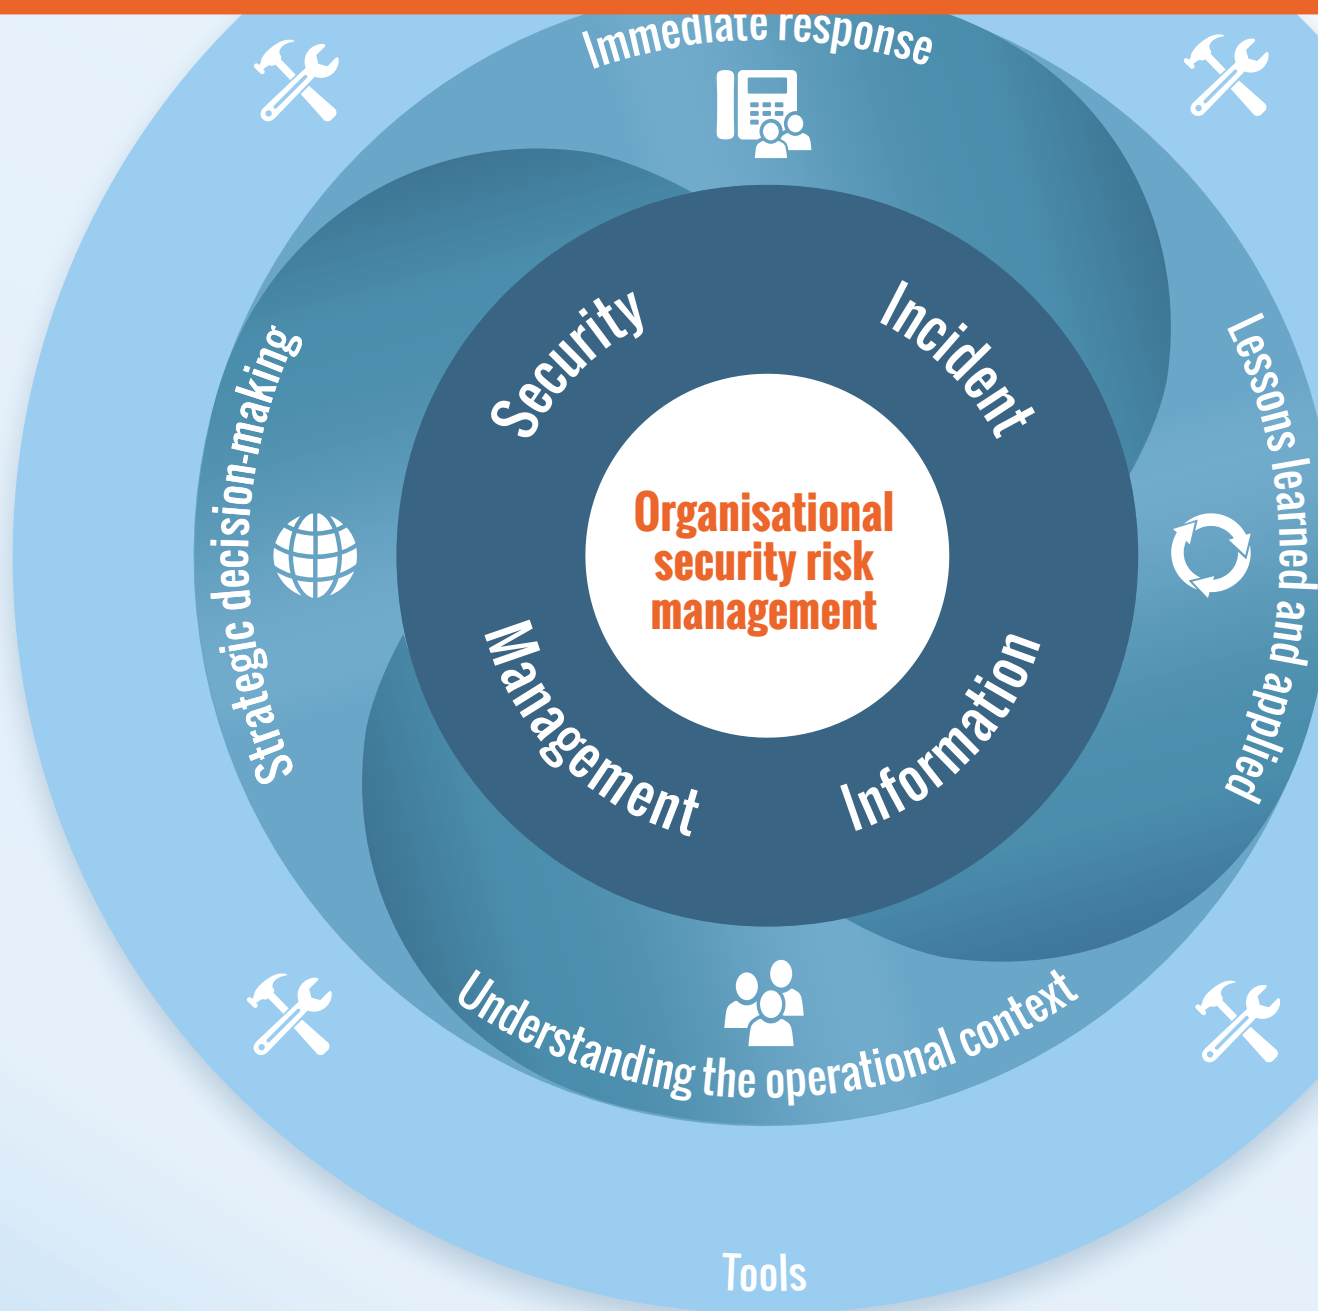 Immediate response
Security
Incident
Information
Management
Organisational
security risk
management
Strategic decision-making
Lessons learned and applied
Understanding the operational context
Tools